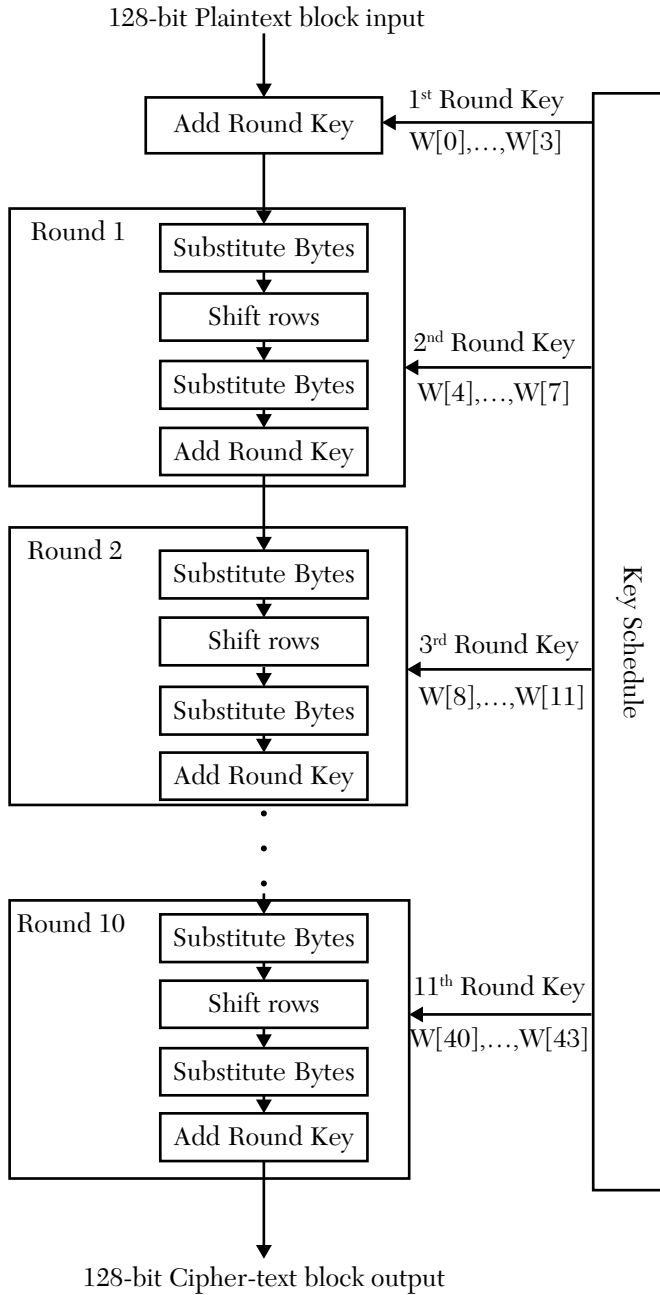 128-bit Plaintext block input
Add Round Key
1st Round Key
W[0],...,W[3]
Round 1
Substitute Bytes
Shift rows
Substitute Bytes
Add Round Key
2nd Round Key
W[4],...,W[7]
Round 2
Substitute Bytes
Shift rows
Substitute Bytes
Add Round Key
3rd Round Key
W[8],...,W[11]
Round 10
Substitute Bytes
Shift rows
Substitute Bytes
Add Round Key
11th Round Key
W[40],...,W[43]
Key Schedule
128-bit Cipher-text block output